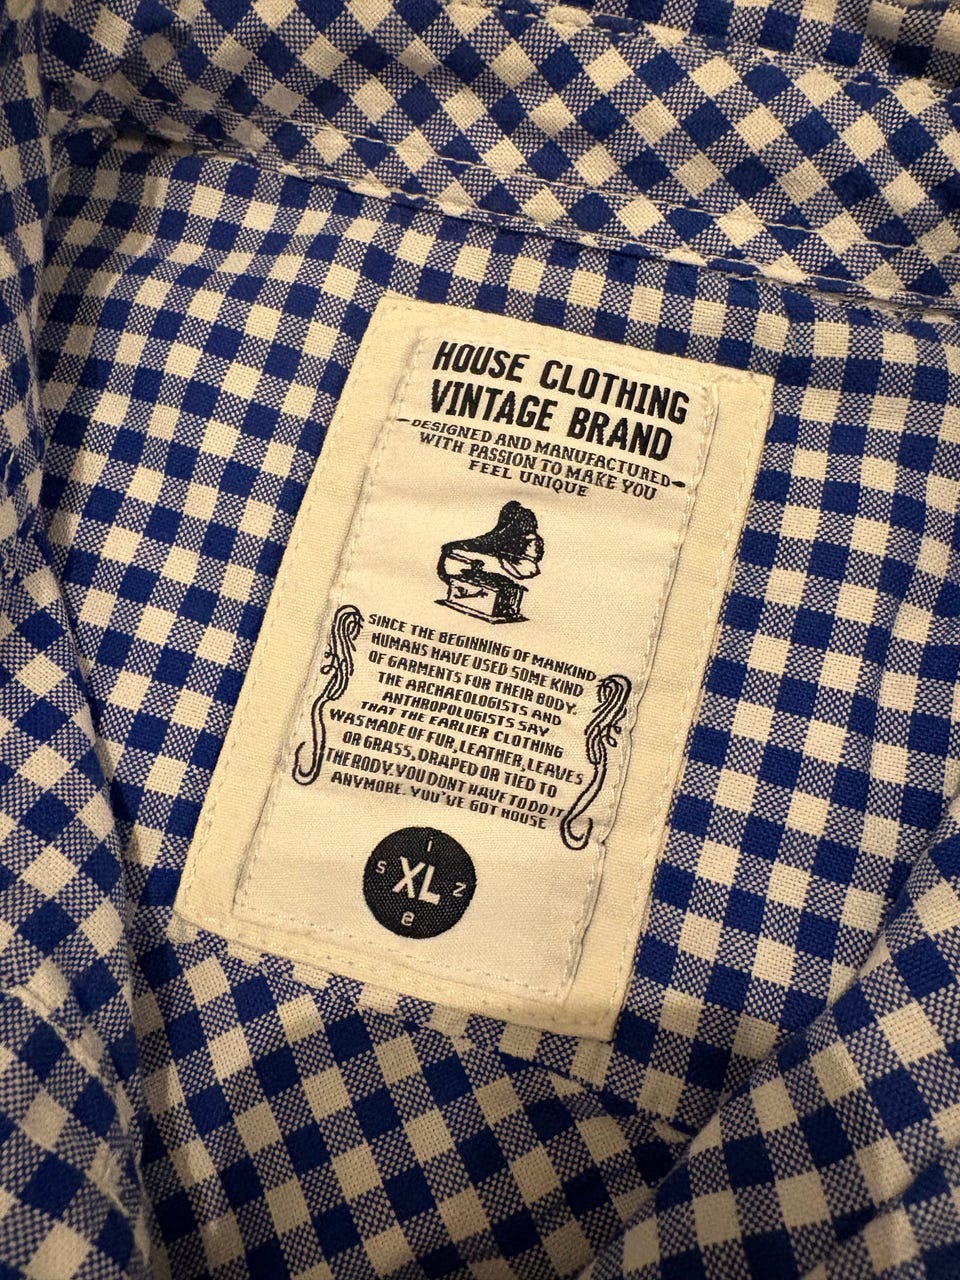 HOUSE CLOTHING
VINTAGE BRAND
DESIGNED AND MANUFACTURED
WITH PASSION TO MAKE YOU
FEEL UNIQUE
SINCE THE BEGINNING OF MANKIND
HUMANS HAVE USED SOME KIND
OF GARMENTS FOR THEIR BODY.
THE ARCHAEOLOGISTS AND
ANTHROPOLOGISTS SAY
THAT THE EARLIER CLOTHING
WAS MADE OF FUR, LEATHER, LEAVES
OR GRASS, DRAPED OR TIED TO
THE BODY. YOU DONT HAVE TO DO IT
ANYMORE. YOU'VE GOT HOUSE
size
XL